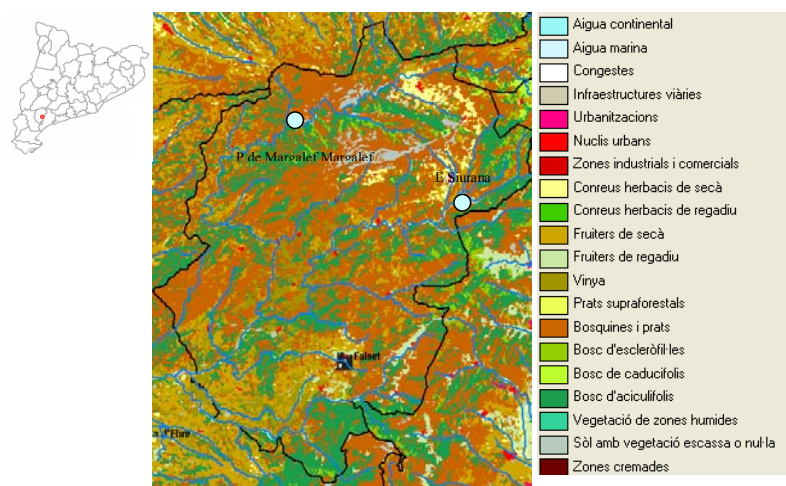 Aigua continental
Aigua marina
Congestes
Infraestructures viàries
Urbanitzacions
Nuclis urbans
Zones industrials i comercials
Conreus herbacis de secà
Conreus herbacis de regadiu
Fruiters de secà
Fruiters de regadiu
Vinya
Prats supraforestals
Bosquines i prats
Bosc d'escleròfil·les
Bosc de caducifolis
Bosc d'aciculifolis
Vegetació de zones humides
Sòl amb vegetació escassa o nul·la
Zones cremades
P de Margalef Margalef
E Siurana
Falset
a d'Ebre